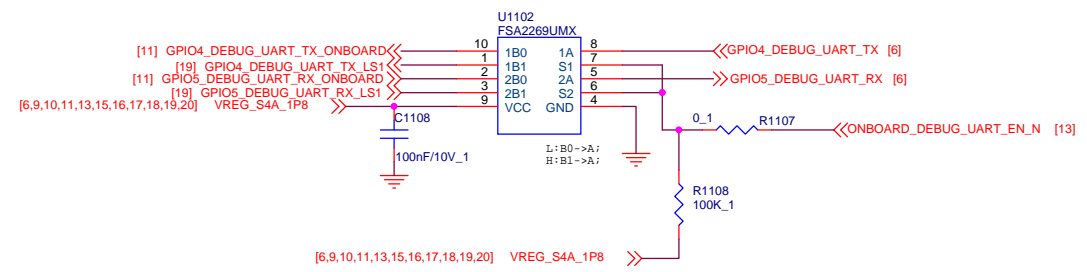 U1102
FSA2269UMX
[11] GPIO4_DEBUG_UART_TX_ONBOARD 10 1B0 1A 8 GPIO4_DEBUG_UART_TX [6]
[19] GPIO4_DEBUG_UART_TX_LS1 1 1B1 S1 7
[11] GPIO5_DEBUG_UART_RX_ONBOARD 2 2B0 2A 5 GPIO5_DEBUG_UART_RX [6]
[19] GPIO5_DEBUG_UART_RX_LS1 3 2B1 S2 6
[6,9,10,11,13,15,16,17,18,19,20] VREG_S4A_1P8 9 VCC GND 4
C1108
0_1 R1107 ONBOARD_DEBUG_UART_EN_N [13]
100nF/10V_1
L:B0->A;
H:B1->A;
R1108
100K_1
[6,9,10,11,13,15,16,17,18,19,20] VREG_S4A_1P8